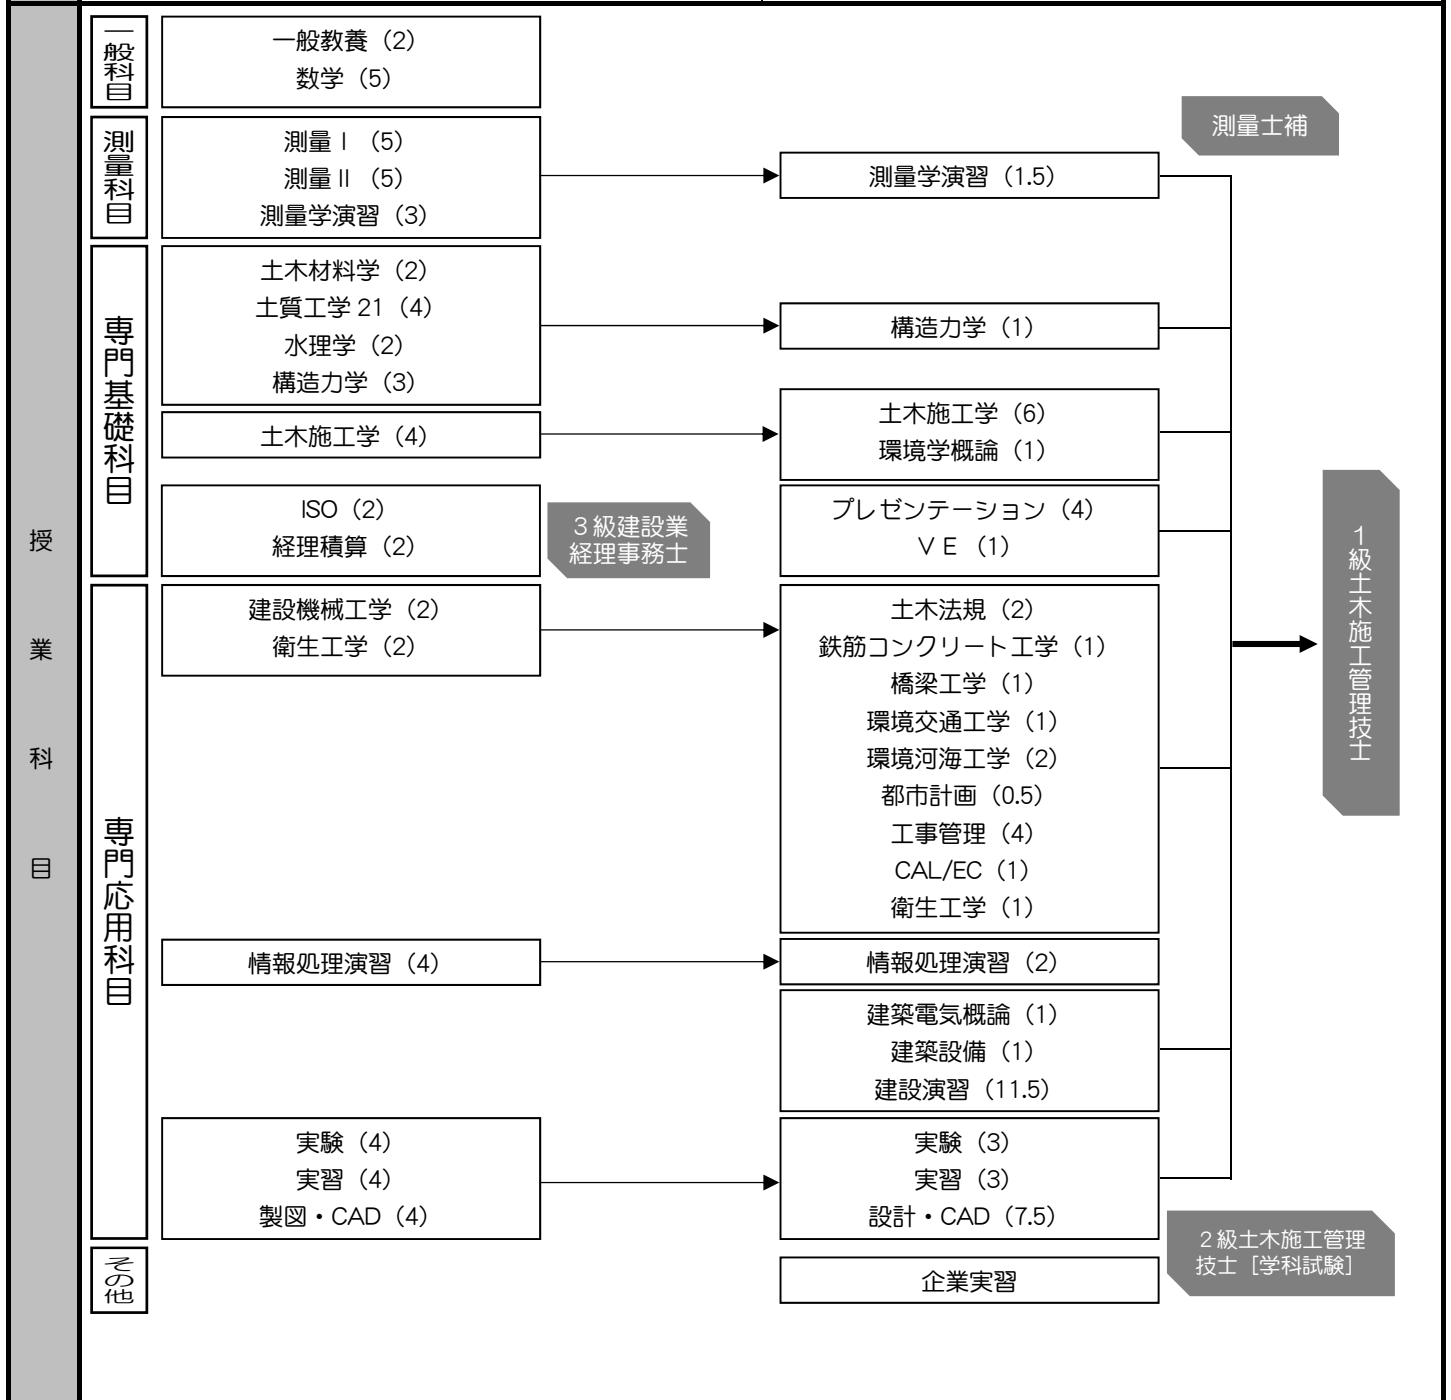 授業科目
一般科目
一般教養（2）
数学（5）
測量科目
測量Ⅰ（5）
測量Ⅱ（5）
測量学演習（3）
測量学演習（1.5）
測量士補
専門基礎科目
土木材料学（2）
土質工学21（4）
水理学（2）
構造力学（3）
構造力学（1）
土木施工学（4）
土木施工学（6）
環境学概論（1）
ISO（2）
経理積算（2）
３級建設業
経理事務士
プレゼンテーション（4）
ＶＥ（1）
専門応用科目
建設機械工学（2）
衛生工学（2）
土木法規（2）
鉄筋コンクリート工学（1）
橋梁工学（1）
環境交通工学（1）
環境河海工学（2）
都市計画（0.5）
工事管理（4）
CAL/EC（1）
衛生工学（1）
情報処理演習（4）
情報処理演習（2）
建築電気概論（1）
建築設備（1）
建設演習（11.5）
実験（4）
実習（4）
製図・CAD（4）
実験（3）
実習（3）
設計・CAD（7.5）
１級土木施工管理技士
２級土木施工管理
技士［学科試験］
その他
企業実習